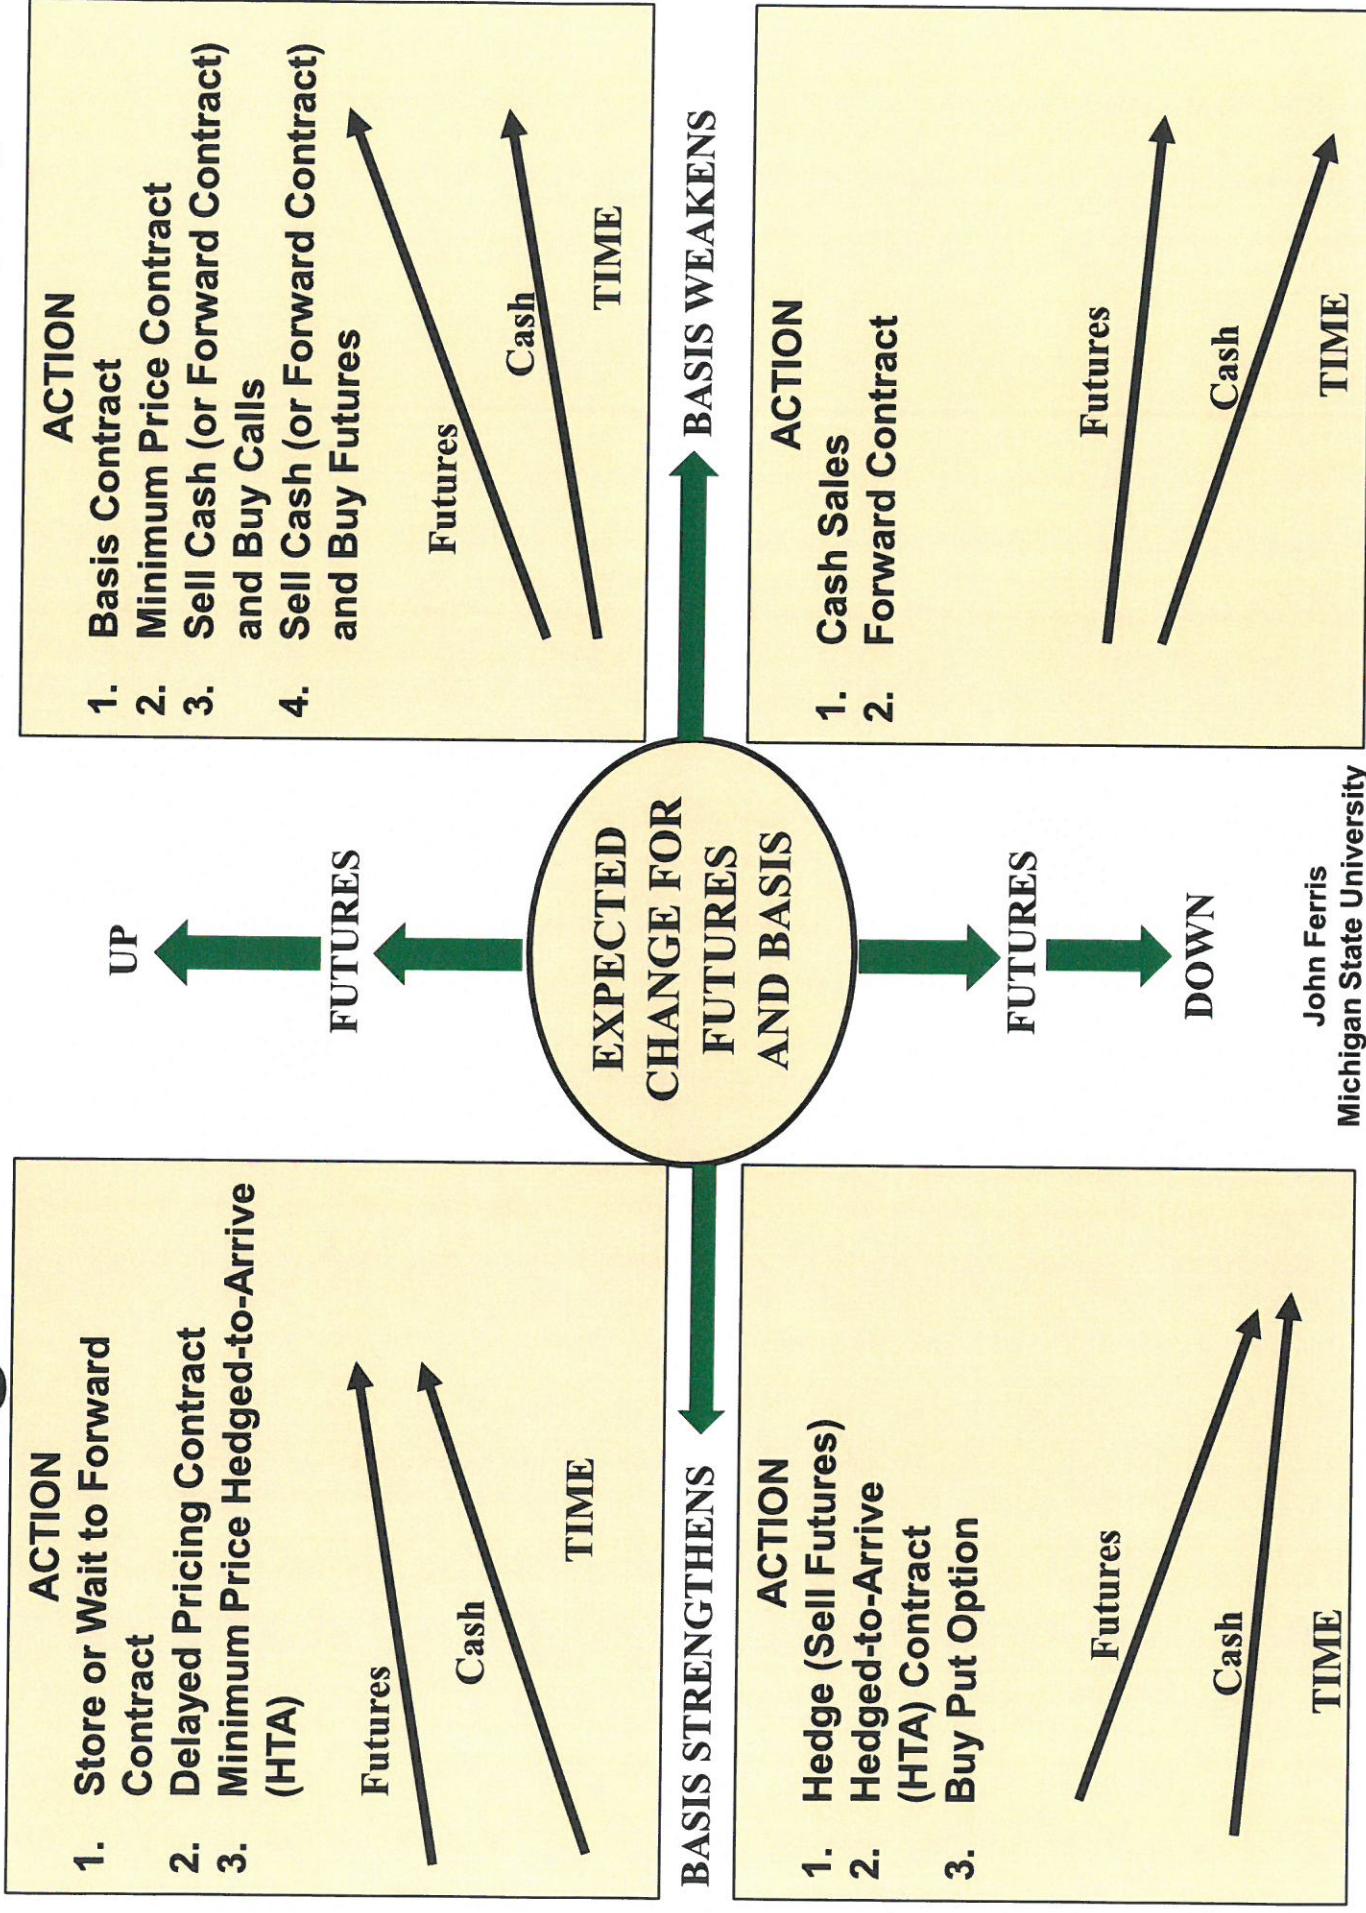 ACTION
1. Store or Wait to Forward
Contract
2. Delayed Pricing Contract
3. Minimum Price Hedged-to-Arrive
(HTA)
Futures
Cash
TIME
UP
FUTURES
ACTION
1. Basis Contract
2. Minimum Price Contract
3. Sell Cash (or Forward Contract)
and Buy Calls
4. Sell Cash (or Forward Contract)
and Buy Futures
Futures
Cash
TIME
BASIS STRENGTHENS
EXPECTED
CHANGE FOR
FUTURES
AND BASIS
BASIS WEAKENS
ACTION
1. Hedge (Sell Futures)
2. Hedged-to-Arrive
(HTA) Contract
3. Buy Put Option
Futures
Cash
TIME
FUTURES
DOWN
ACTION
1. Cash Sales
2. Forward Contract
Futures
Cash
TIME
John Ferris
Michigan State University